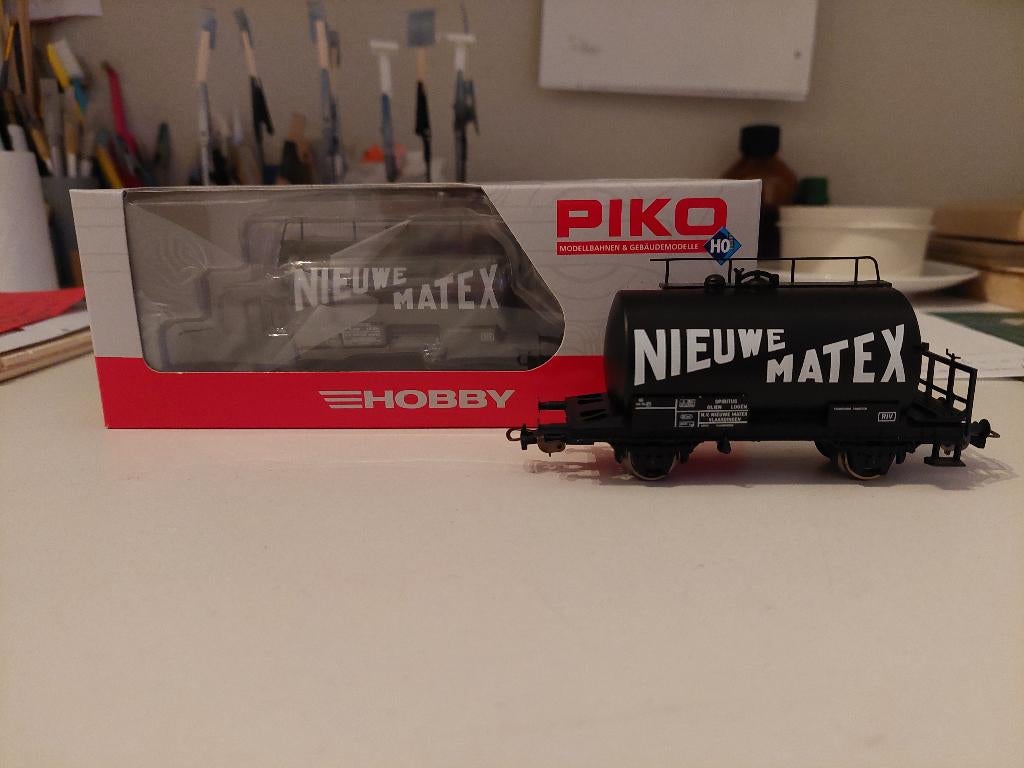 PIKO
MODELLBAHNEN & GEBÄUDEMODELLE
H0
NIEUWE
MATEX
HOBBY
NIEUWE
MATEX
SPIRITUS
OLIEN LOGEN
N.V. NIEUWE MATEX
VLAARDINGEN
RIV